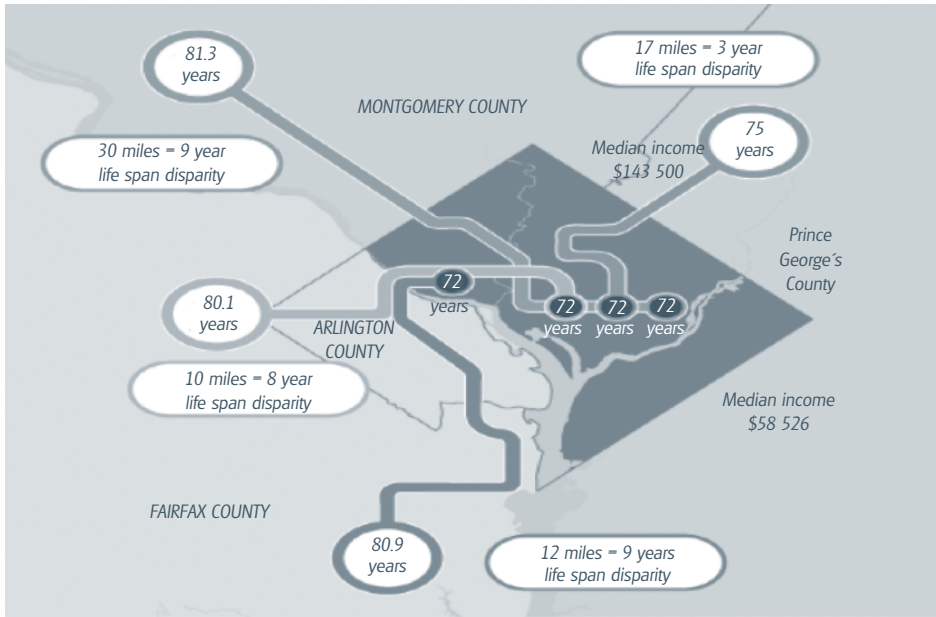 81.3
years
17 miles = 3 year
life span disparity
MONTGOMERY COUNTY
30 miles = 9 year
life span disparity
Median income
$143 500
75
years
Prince
George´s
County
80.1
years
72
years
72
years
72
years
72
years
ARLINGTON
COUNTY
10 miles = 8 year
life span disparity
Median income
$58 526
FAIRFAX COUNTY
80.9
years
12 miles = 9 years
life span disparity